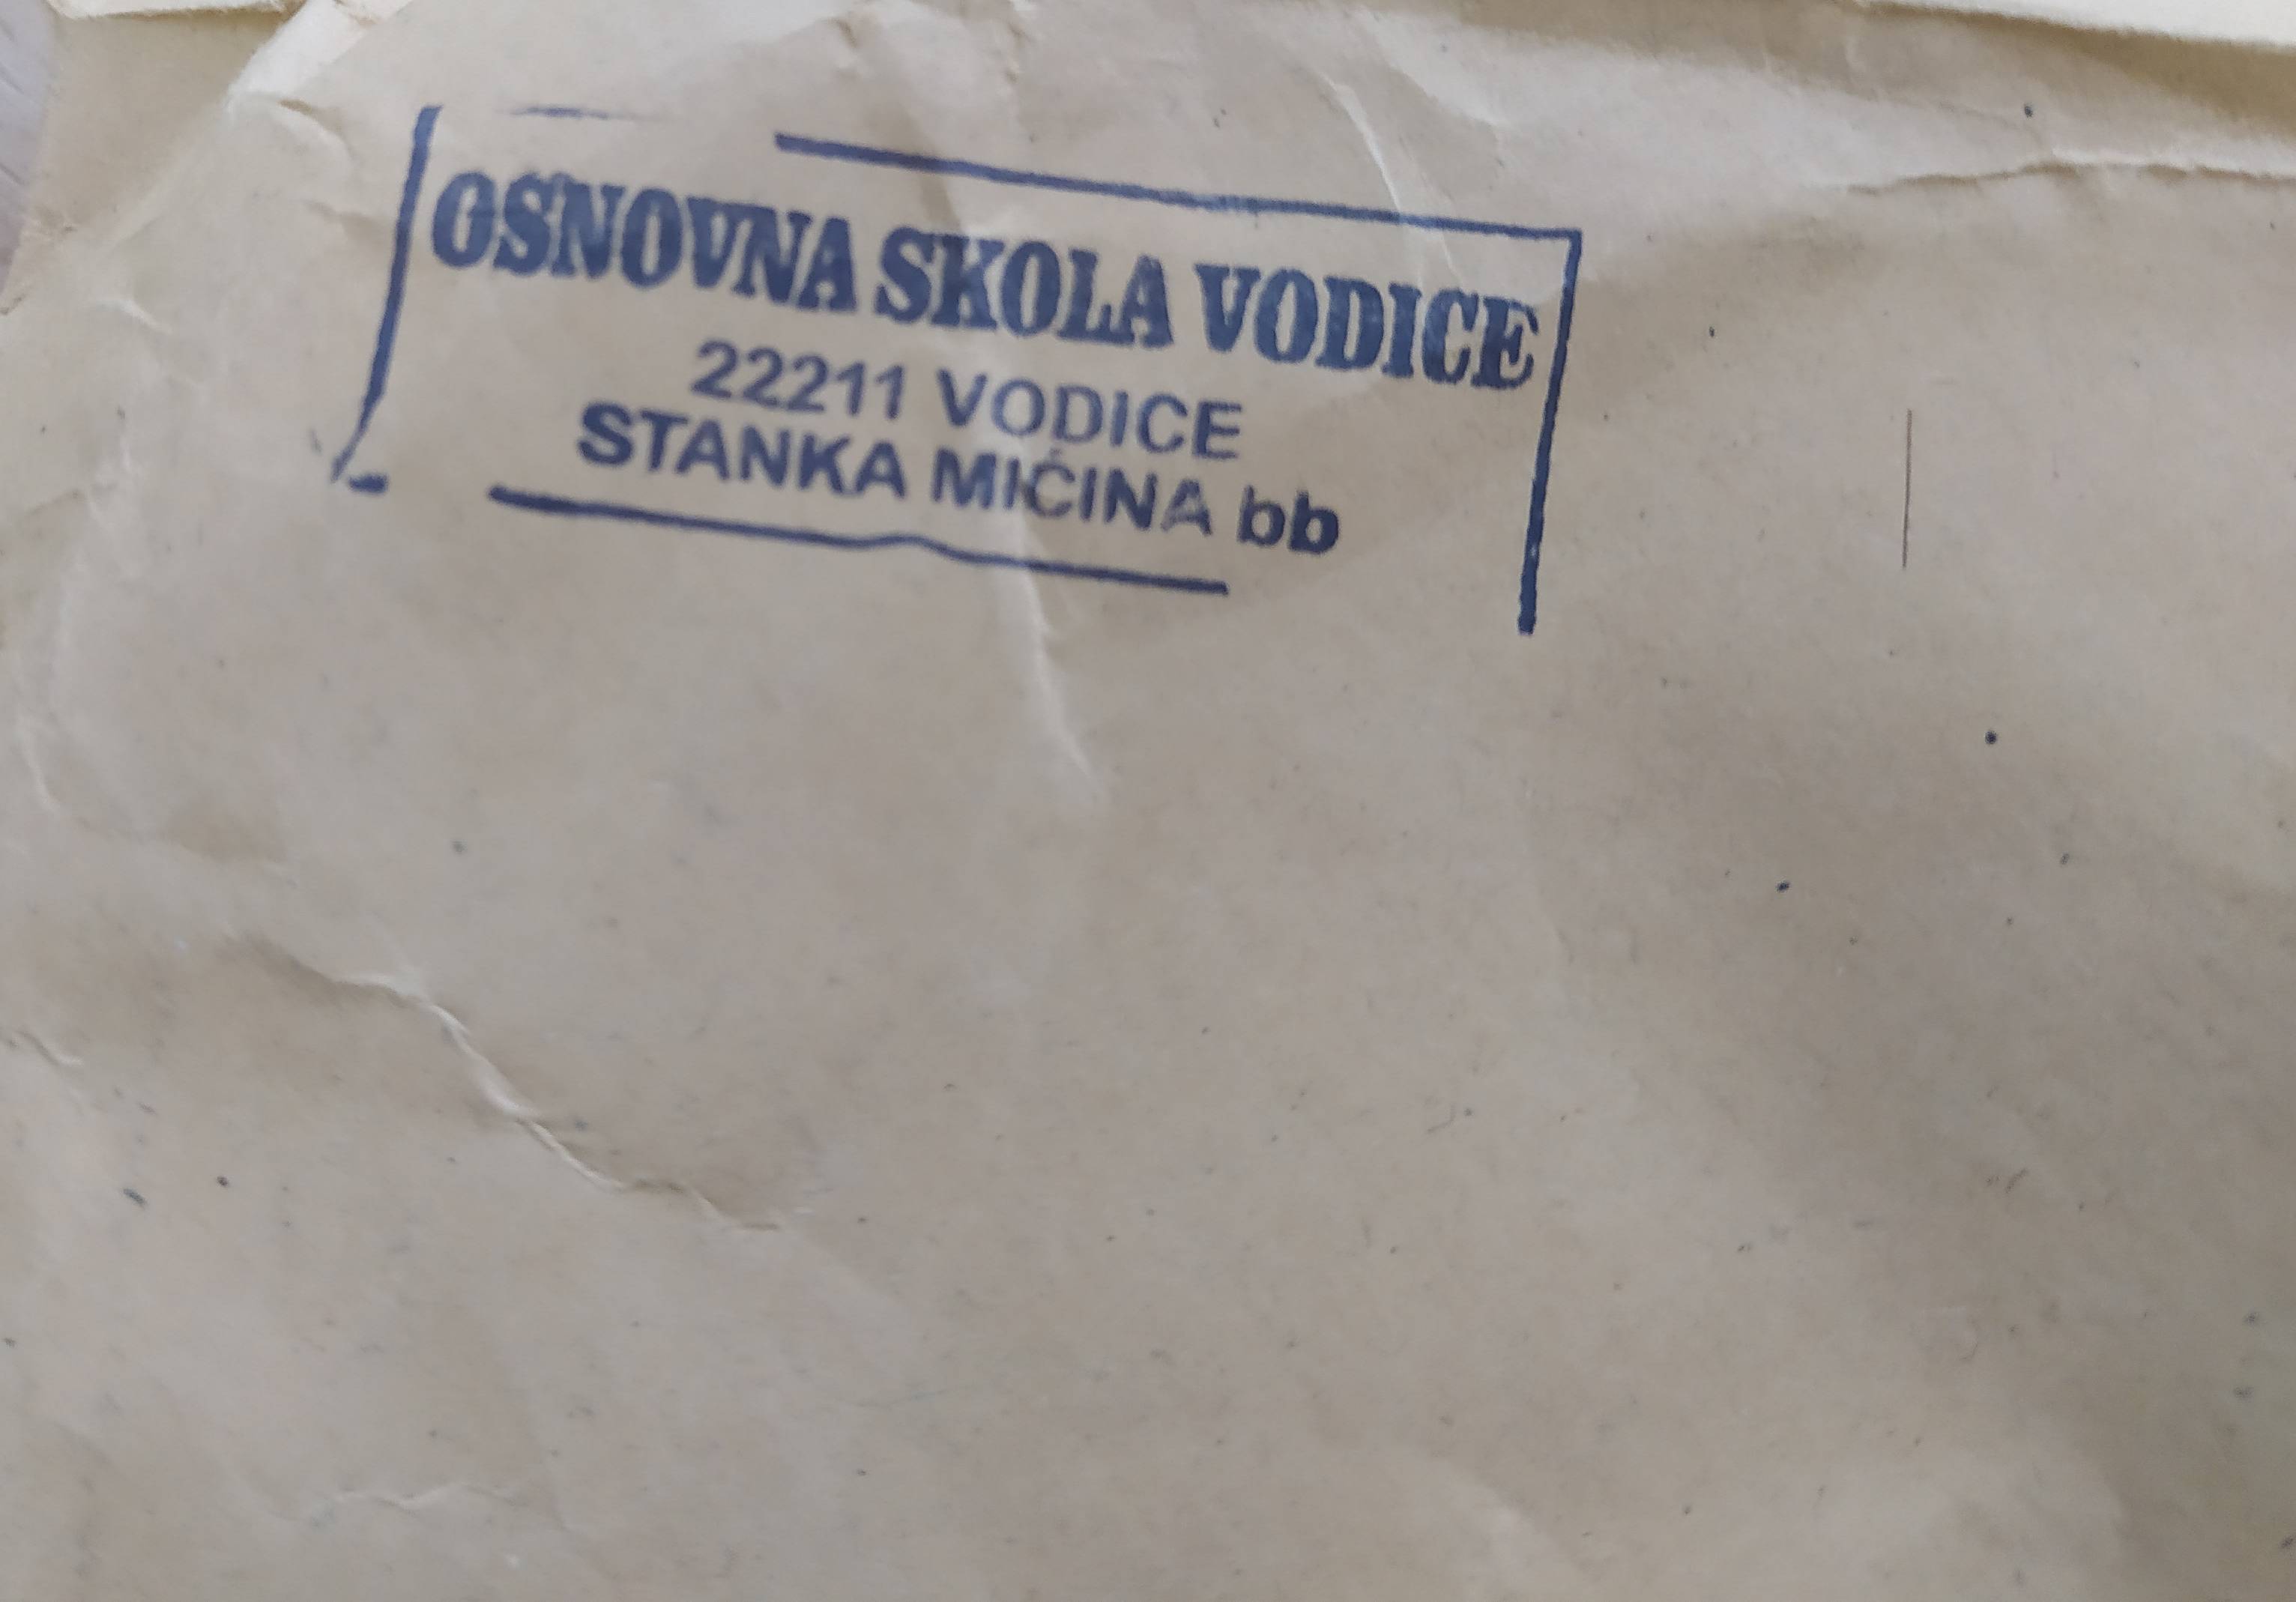 OSNOVNA SKOLA VODICE
22211 VODICE
STANKA MIĆINA bb